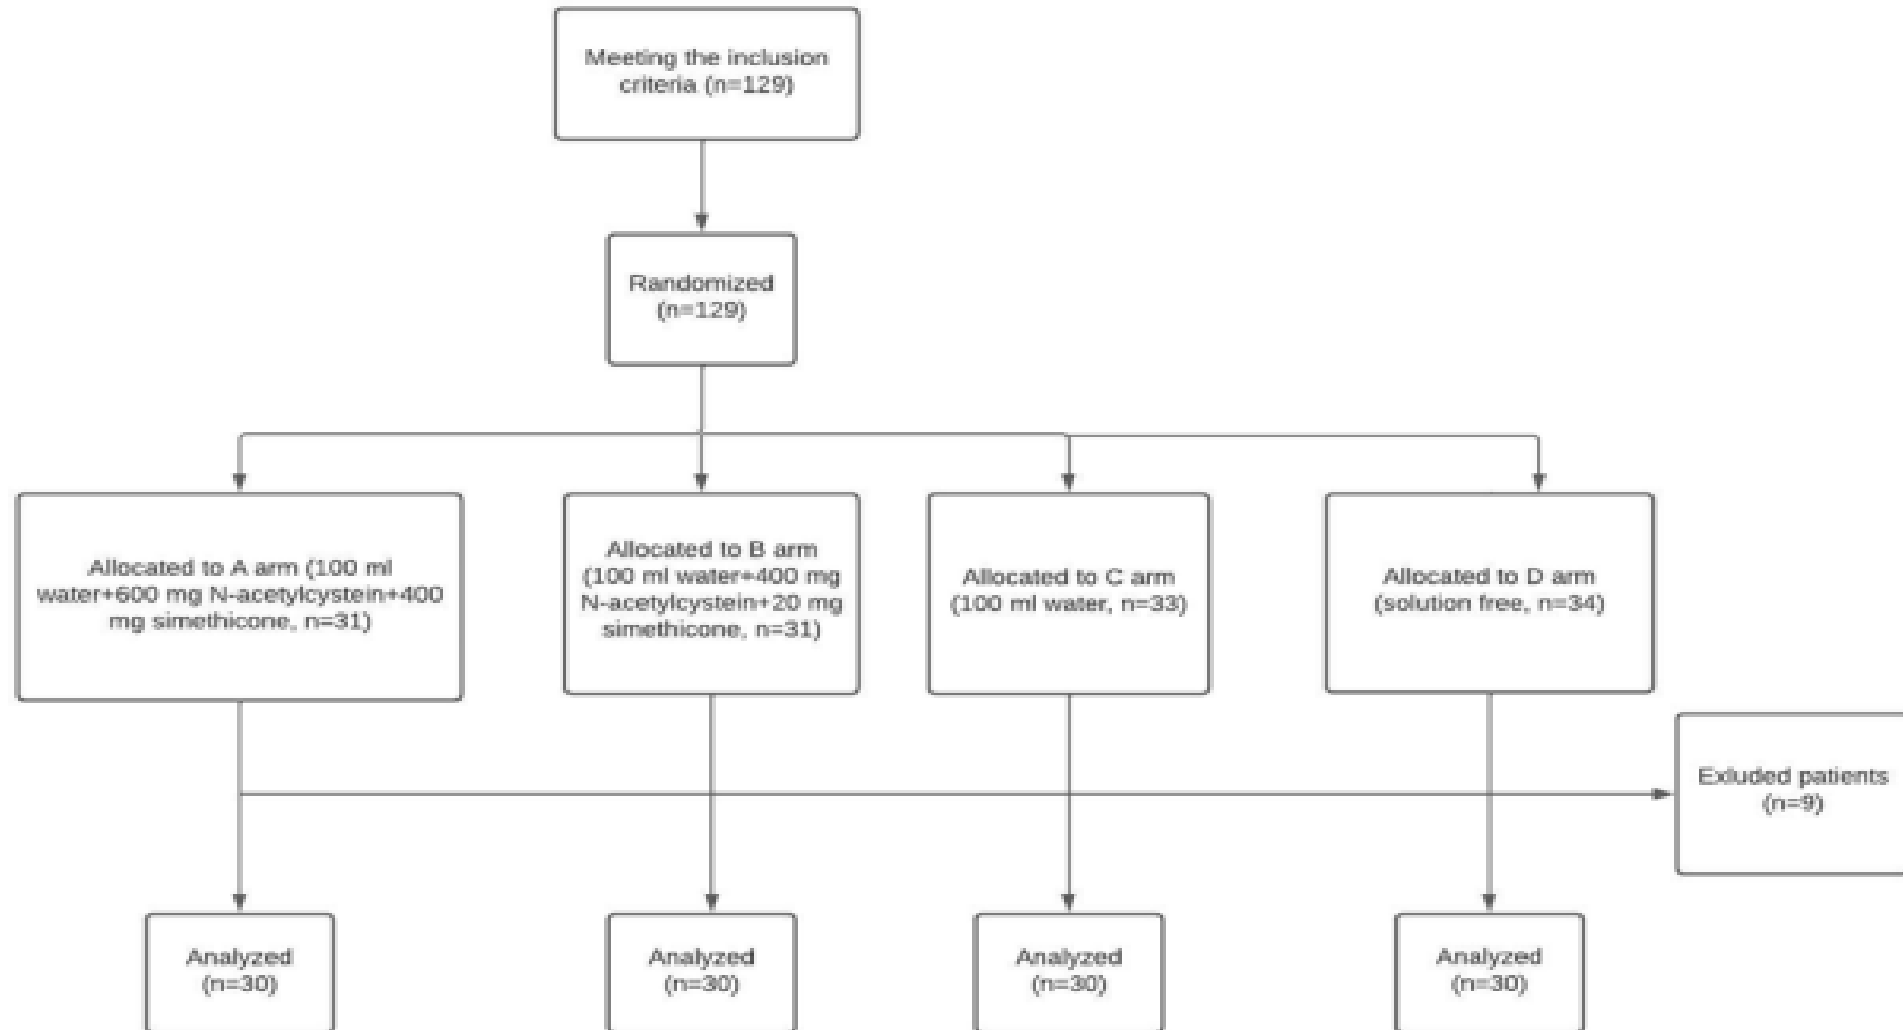 Meeting the inclusion
criteria (n=129)
Randomized
(n=129)
Allocated to A arm (100 ml
water+600 mg N-acetylcystein+400
mg simethicone, n=31)
Allocated to B arm
(100 ml water+400 mg
N-acetylcystein+20 mg
simethicone, n=31)
Allocated to C arm
(100 ml water, n=33)
Allocated to D arm
(solution free, n=34)
Exluded patients
(n=9)
Analyzed
(n=30)
Analyzed
(n=30)
Analyzed
(n=30)
Analyzed
(n=30)